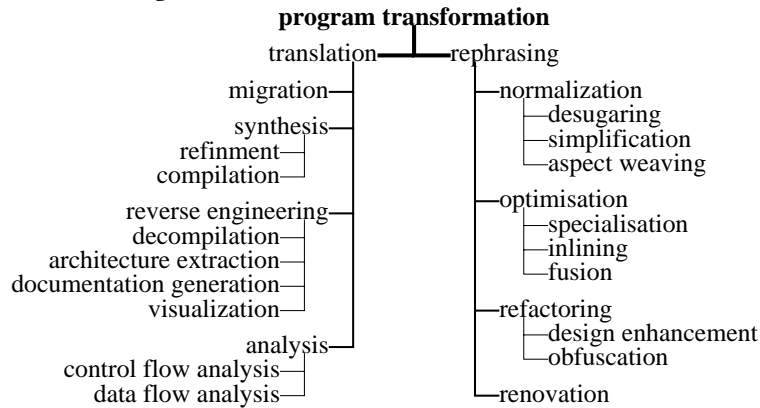 program transformation
translation rephrasing
migration normalization
desugaring
synthesis simplification
refinment aspect weaving
compilation
optimisation
reverse engineering specialisation
decompilation inlining
architecture extraction fusion
documentation generation
visualization refactoring
design enhancement
analysis obfuscation
control flow analysis
data flow analysis renovation